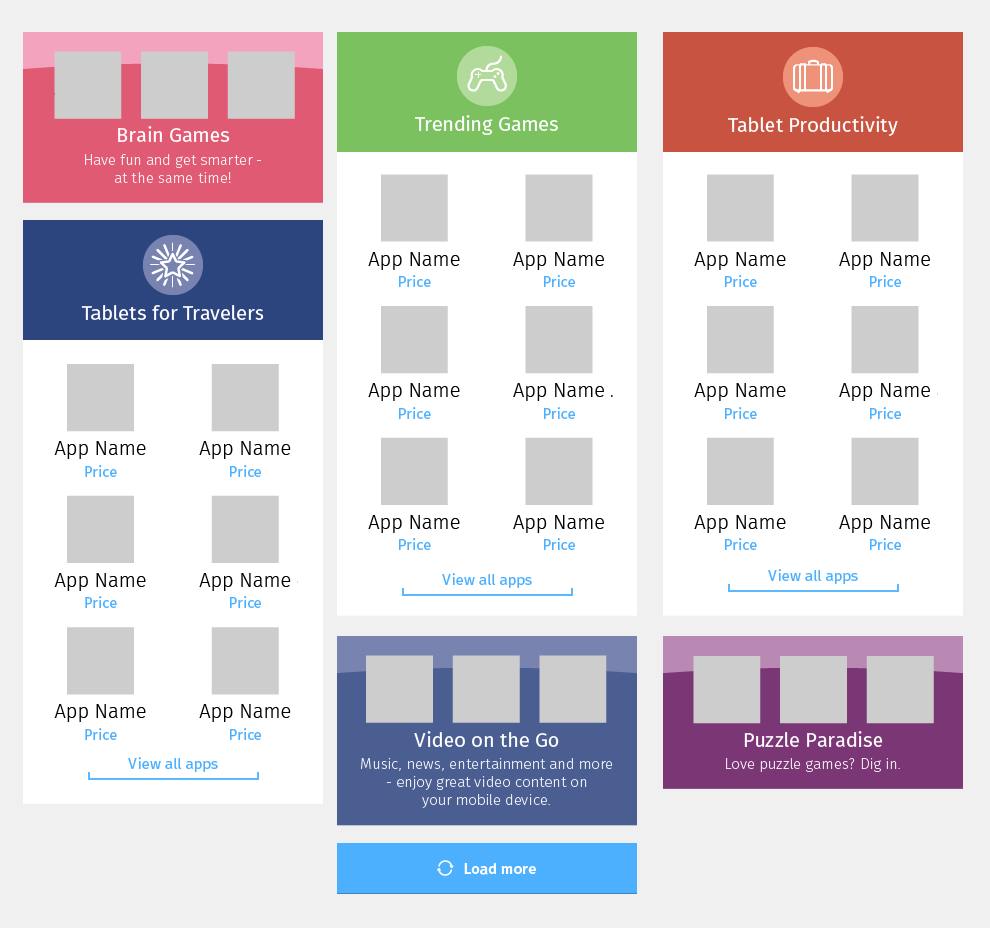 Brain Games
Have fun and get smarter -
at the same time!
Tablets for Travelers
App Name App Name
Price Price
App Name App Name
Price Price
App Name App Name
Price Price
View all apps
Trending Games
App Name App Name
Price Price
App Name App Name .
Price Price
App Name App Name
Price Price
View all apps
Video on the Go
Music, news, entertainment and more
- enjoy great video content on
your mobile device.
Load more
Tablet Productivity
App Name App Name
Price Price
App Name App Name
Price Price
App Name App Name
Price Price
View all apps
Puzzle Paradise
Love puzzle games? Dig in.